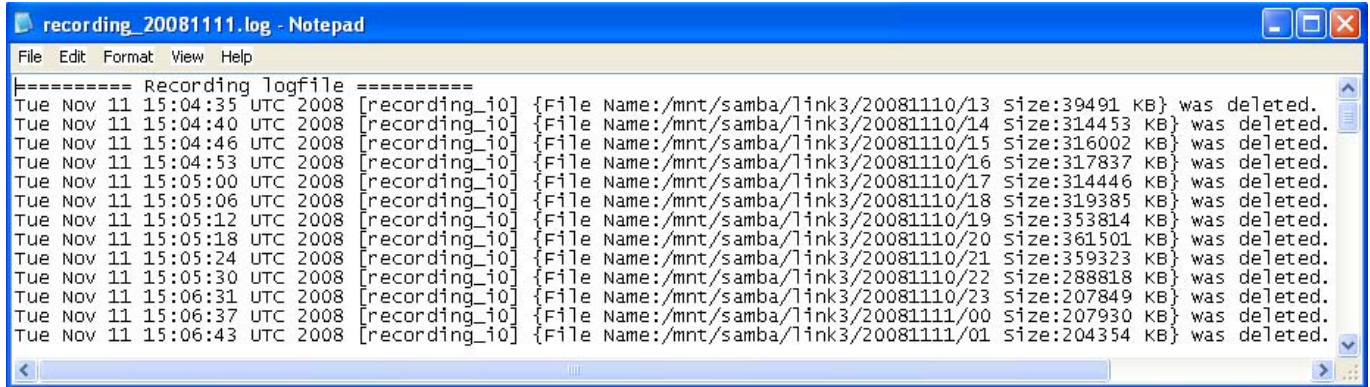 recording_20081111.log - Notepad
File Edit Format View Help
========== Recording logfile ==========
Tue Nov 11 15:04:35 UTC 2008 [recording_i0] {File Name:/mnt/samba/link3/20081110/13 Size:39491 KB} was deleted.
Tue Nov 11 15:04:40 UTC 2008 [recording_i0] {File Name:/mnt/samba/link3/20081110/14 Size:314453 KB} was deleted.
Tue Nov 11 15:04:46 UTC 2008 [recording_i0] {File Name:/mnt/samba/link3/20081110/15 Size:316002 KB} was deleted.
Tue Nov 11 15:04:53 UTC 2008 [recording_i0] {File Name:/mnt/samba/link3/20081110/16 Size:317837 KB} was deleted.
Tue Nov 11 15:05:00 UTC 2008 [recording_i0] {File Name:/mnt/samba/link3/20081110/17 Size:314446 KB} was deleted.
Tue Nov 11 15:05:06 UTC 2008 [recording_i0] {File Name:/mnt/samba/link3/20081110/18 Size:319385 KB} was deleted.
Tue Nov 11 15:05:12 UTC 2008 [recording_i0] {File Name:/mnt/samba/link3/20081110/19 Size:353814 KB} was deleted.
Tue Nov 11 15:05:18 UTC 2008 [recording_i0] {File Name:/mnt/samba/link3/20081110/20 Size:361501 KB} was deleted.
Tue Nov 11 15:05:24 UTC 2008 [recording_i0] {File Name:/mnt/samba/link3/20081110/21 Size:359323 KB} was deleted.
Tue Nov 11 15:05:30 UTC 2008 [recording_i0] {File Name:/mnt/samba/link3/20081110/22 Size:288818 KB} was deleted.
Tue Nov 11 15:06:31 UTC 2008 [recording_i0] {File Name:/mnt/samba/link3/20081110/23 Size:207849 KB} was deleted.
Tue Nov 11 15:06:37 UTC 2008 [recording_i0] {File Name:/mnt/samba/link3/20081111/00 Size:207930 KB} was deleted.
Tue Nov 11 15:06:43 UTC 2008 [recording_i0] {File Name:/mnt/samba/link3/20081111/01 Size:204354 KB} was deleted.